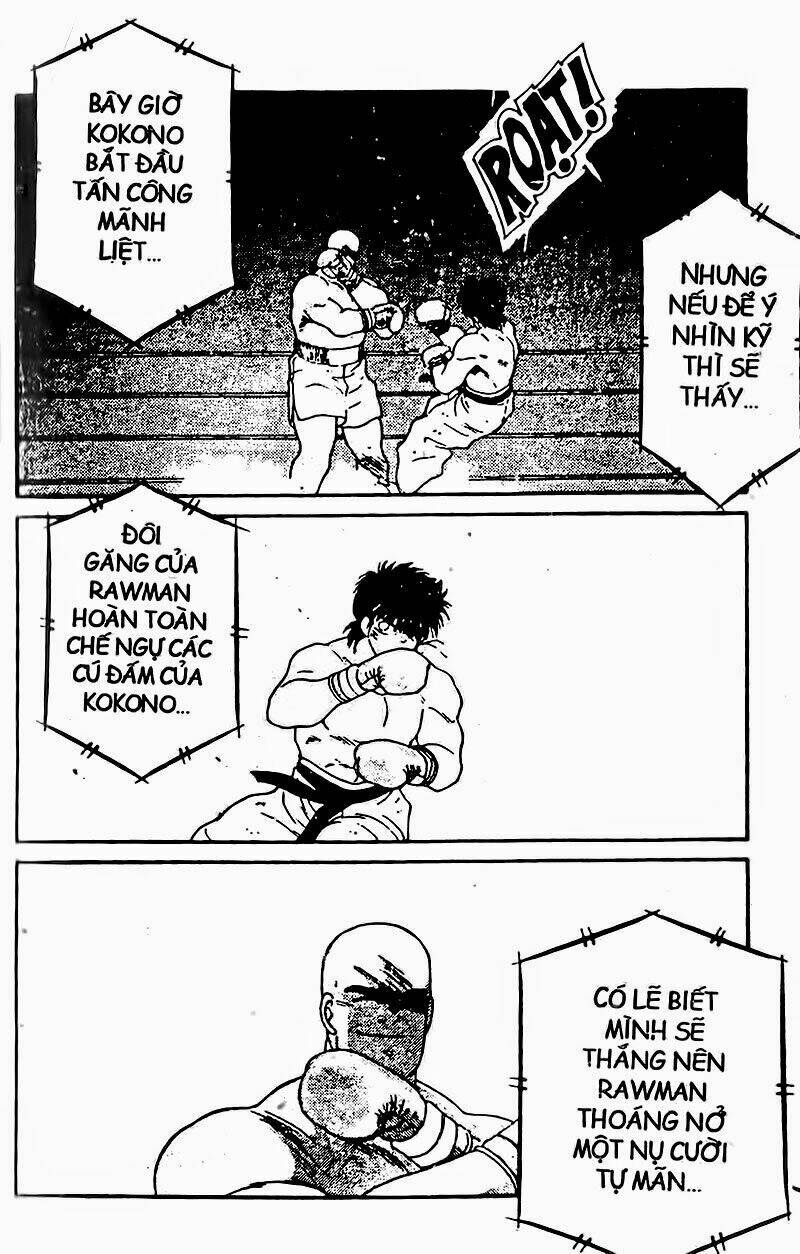 BÂY GIỜ
KOKONO
BẮT ĐẦU
TẤN CÔNG
MÃNH
LIỆT...
ROẠT!
NHƯNG
NẾU ĐỂ Ý
NHÌN KỸ
THÌ SẼ
THẤY...
ĐÔI
GĂNG CỦA
RAWMAN
HOÀN TOÀN
CHẾ NGỰ CÁC
CÚ ĐẤM CỦA
KOKONO...
CÓ LẼ BIẾT
MÌNH SẼ
THẮNG NÊN
RAWMAN
THOÁNG NỞ
MỘT NỤ CƯỜI
TỰ MÃN...